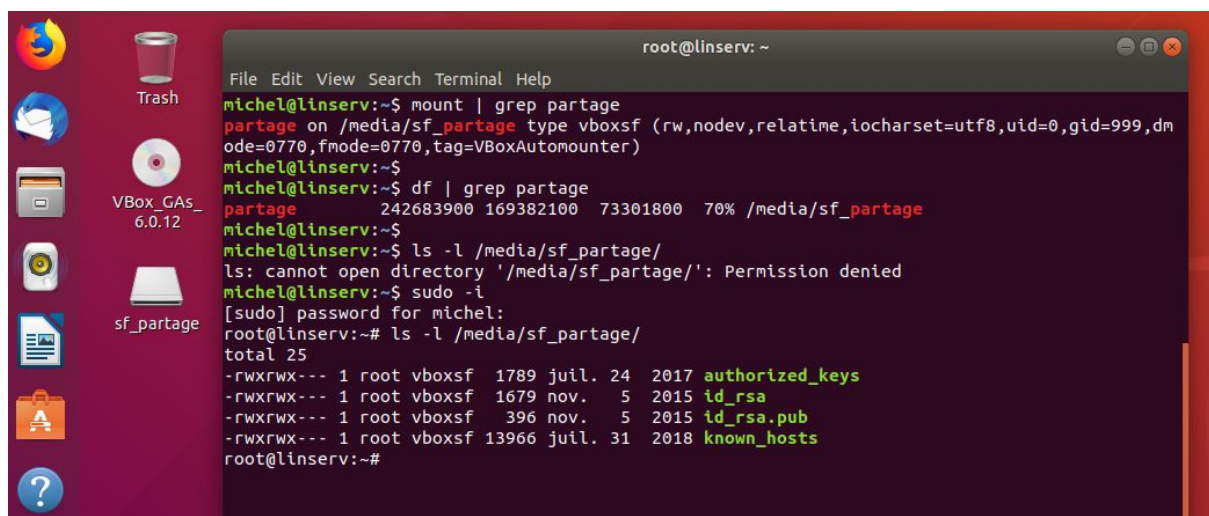 root@linserv: ~
File Edit View Search Terminal Help
Trash
VBox_GAs_
6.0.12
sf_partage
michel@linserv:~$ mount | grep partage
partage on /media/sf_partage type vboxsf (rw,nodev,relatime,iocharset=utf8,uid=0,gid=999,dm
ode=0770,fmode=0770,tag=VBoxAutomounter)
michel@linserv:~$
michel@linserv:~$ df | grep partage
partage        242683900 169382100  73301800  70% /media/sf_partage
michel@linserv:~$
michel@linserv:~$ ls -l /media/sf_partage/
ls: cannot open directory '/media/sf_partage/': Permission denied
michel@linserv:~$ sudo -i
[sudo] password for michel:
root@linserv:~# ls -l /media/sf_partage/
total 25
-rwxrwx--- 1 root vboxsf  1789 juil. 24  2017 authorized_keys
-rwxrwx--- 1 root vboxsf  1679 nov.   5  2015 id_rsa
-rwxrwx--- 1 root vboxsf   396 nov.   5  2015 id_rsa.pub
-rwxrwx--- 1 root vboxsf 13966 juil. 31  2018 known_hosts
root@linserv:~#